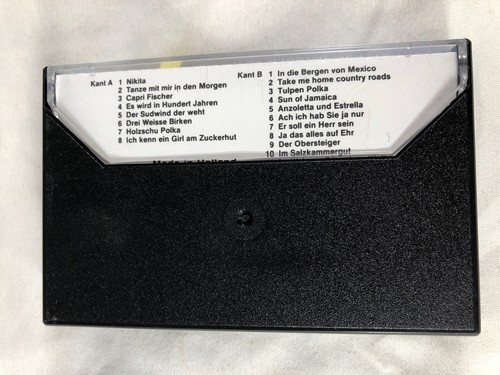 Kant A 1 Nikita
2 Tanze mit mir in den Morgen
3 Capri Fischer
4 Es wird in Hundert Jahren
5 Der Sudwind der weht
6 Drei Weisse Birken
7 Holzschu Polka
8 Ich kenn ein Girl am Zuckerhut
Made in Holland
Kant B 1 In die Bergen von Mexico
2 Take me home country roads
3 Tulpen Polka
4 Sun of Jamaica
5 Anzoletta und Estrella
6 Ach ich hab Sie ja nur
7 Er soll ein Herr sein
8 Ja das alles auf Ehr
9 Der Obersteiger
10 Im Salzkammergut